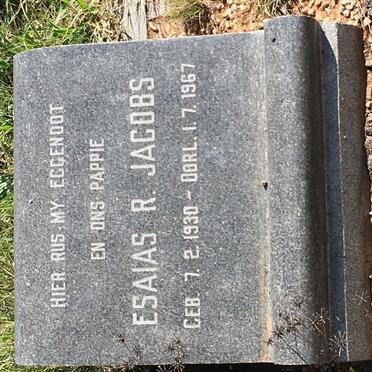 HIER RUS MY EGGENOOT
EN ONS PAPPIE
ESAIAS R. JACOBS
GEB. 7. 2. 1930 - OORL. 1. 7. 1967